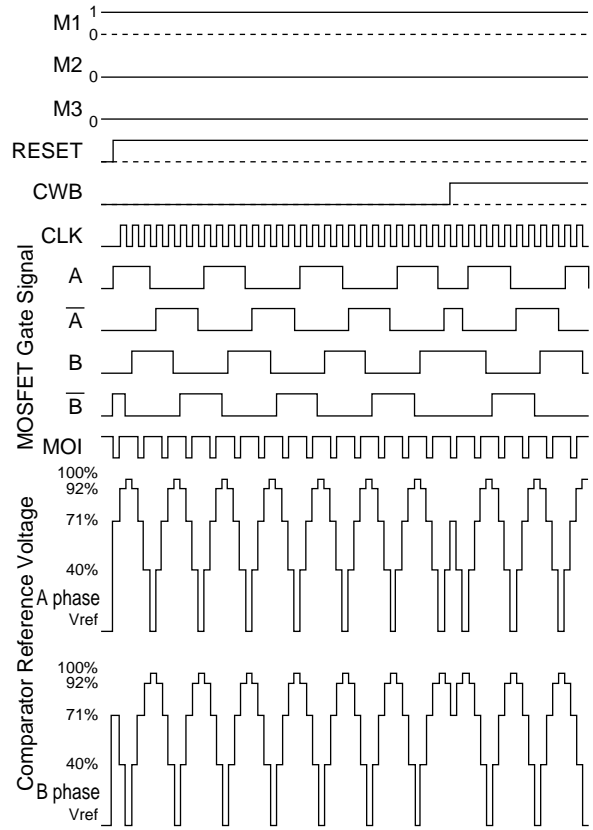 M1
1
0
M2
0
M3
0
RESET
CWB
CLK
MOSFET Gate Signal
A
A̅
B
B̅
MOI
Comparator Reference Voltage
100%
92%
71%
40%
A phase
Vref
100%
92%
71%
40%
B phase
Vref